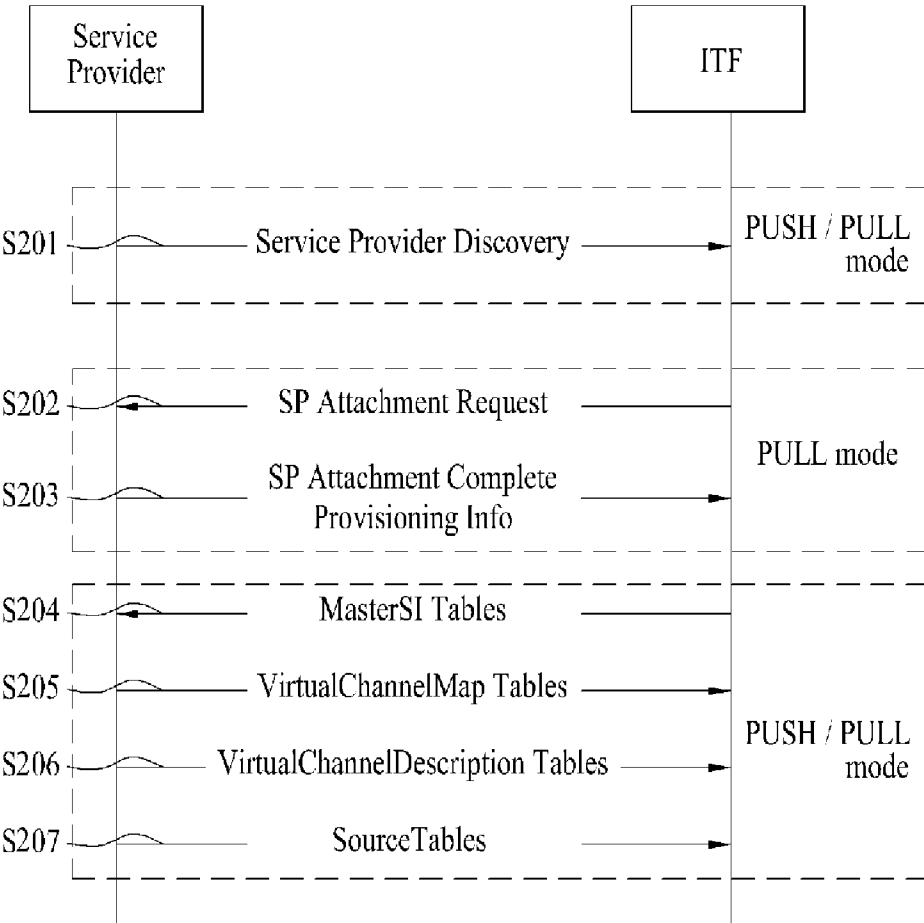 Service
Provider
ITF
S201
Service Provider Discovery
PUSH / PULL
mode
S202
SP Attachment Request
PULL mode
S203
SP Attachment Complete
Provisioning Info
S204
MasterSI Tables
S205
VirtualChannelMap Tables
PUSH / PULL
mode
S206
VirtualChannelDescription Tables
S207
SourceTables